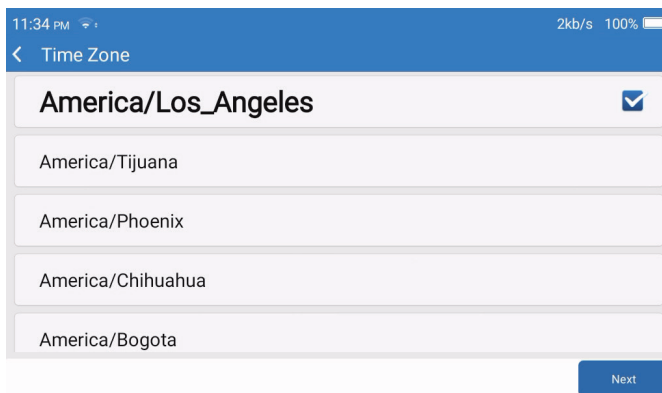 11:34 PM 2kb/s 100%
Time Zone
America/Los_Angeles
America/Tijuana
America/Phoenix
America/Chihuahua
America/Bogota
Next